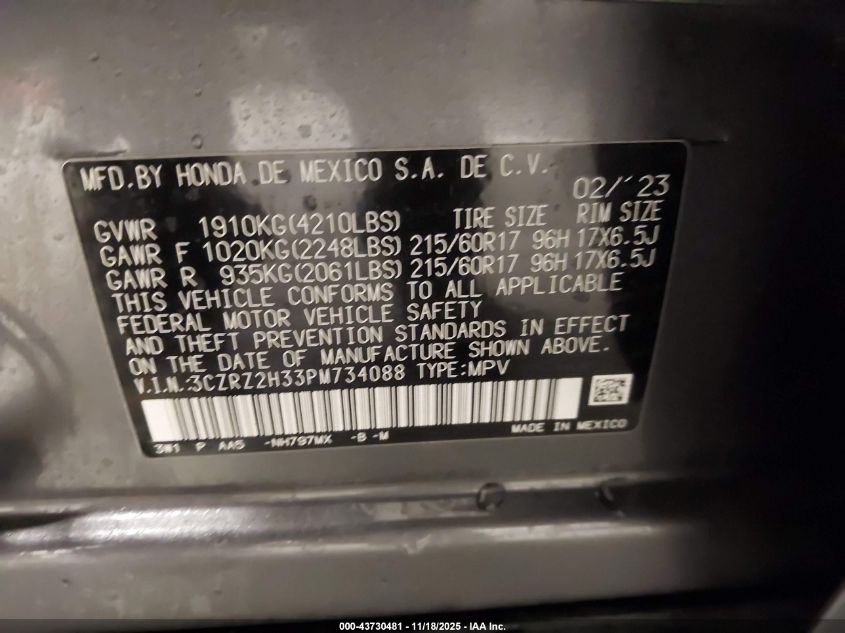 MFD.BY HONDA DE MEXICO S.A. DE C.V. 02/'23
GVWR 1910KG(4210LBS) TIRE SIZE RIM SIZE
GAWR F 1020KG(2248LBS) 215/60R17 96H 17X6.5J
GAWR R 935KG(2061LBS) 215/60R17 96H 17X6.5J
THIS VEHICLE CONFORMS TO ALL APPLICABLE
FEDERAL MOTOR VEHICLE SAFETY
AND THEFT PREVENTION STANDARDS IN EFFECT
ON THE DATE OF MANUFACTURE SHOWN ABOVE.
V.I.N.:3CZRZ2H33PM734088 TYPE:MPV
3W1 P AA5 -NH797MX -B -M MADE IN MEXICO
000-43730481 - 11/18/2025 - IAA Inc.